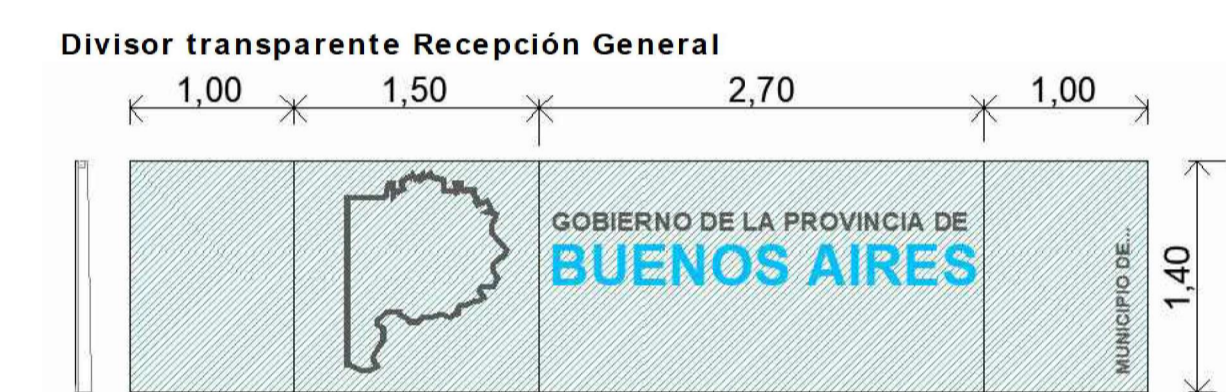 Divisor transparente Recepción General
1,00 1,50 2,70 1,00
GOBIERNO DE LA PROVINCIA DE
BUENOS AIRES
MUNICIPIO DE...
1,40